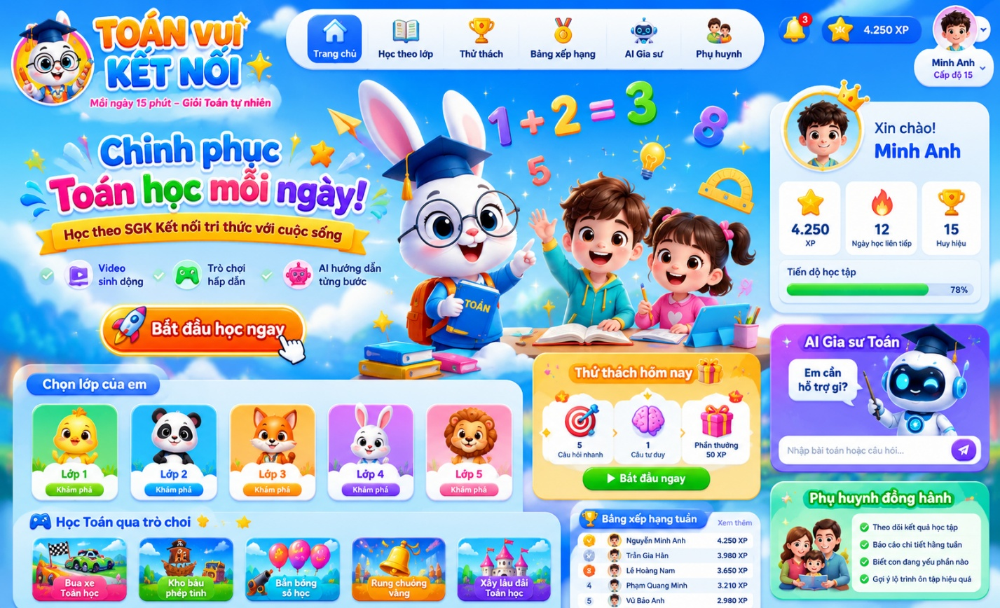 TOÁN VUI
KẾT NỐI
Mỗi ngày 15 phút – Giỏi Toán tự nhiên
Trang chủ
Học theo lớp
Thử thách
Bảng xếp hạng
AI Gia sư
Phụ huynh
3
4.250 XP
Minh Anh
Cấp độ 15
Chinh phục
Toán học mỗi ngày!
Học theo SGK Kết nối tri thức với cuộc sống
Video
sinh động
Trò chơi
hấp dẫn
AI hướng dẫn
từng bước
Bắt đầu học ngay
1 + 2 = 3
8
5
TOÁN
Xin chào!
Minh Anh
4.250
XP
12
Ngày học liên tiếp
15
Huy hiệu
Tiến độ học tập
78%
AI Gia sư Toán
Em cần
hỗ trợ gì?
Nhập bài toán hoặc câu hỏi...
Chọn lớp của em
Lớp 1
Khám phá
Lớp 2
Khám phá
Lớp 3
Khám phá
Lớp 4
Khám phá
Lớp 5
Khám phá
Thử thách hôm nay
5
Câu hỏi nhanh
1
Câu tư duy
Phần thưởng
50 XP
Bắt đầu ngay
Học Toán qua trò chơi
Đua xe
Toán học
Kho báu
phép tính
Bắn bóng
số học
Rung chuông
vàng
Xây lâu đài
Toán học
Bảng xếp hạng tuần
Xem thêm
Nguyễn Minh Anh 4.250 XP
Trần Gia Hân 3.980 XP
Lê Hoàng Nam 3.650 XP
4 Phạm Quang Minh 3.210 XP
5 Vũ Bảo Anh 2.980 XP
Phụ huynh đồng hành
Theo dõi kết quả học tập
Báo cáo chi tiết hằng tuần
Biết con đang yếu phần nào
Gợi ý lộ trình ôn tập hiệu quả